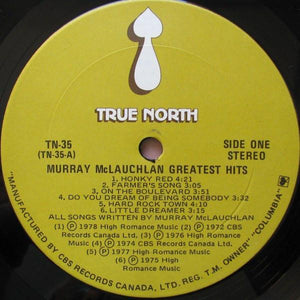 TRUE NORTH
TN-35
(TN-35-A)
SIDE ONE
STEREO
MURRAY McLAUCHLAN GREATEST HITS
1. HONKY RED 4:21
2. FARMER'S SONG 3:05
3. ON THE BOULEVARD 3:51
4. DO YOU DREAM OF BEING SOMEBODY 3:32
5. HARD ROCK TOWN 4:10
6. LITTLE DREAMER 3:15
ALL SONGS WRITTEN BY MURRAY McLAUCHLAN
(1) Ⓟ 1978 High Romance Music (2) Ⓟ 1972 CBS
Records Canada Ltd. (3) Ⓟ 1976 High Romance
Music (4) Ⓟ 1974 CBS Records Canada Ltd.
(5) Ⓟ 1977 High Romance Music
(6) Ⓟ 1975 High
Romance Music
"MANUFACTURED BY CBS RECORDS CANADA, LTD. REG. T.M. OWNER" "COLUMBIA"